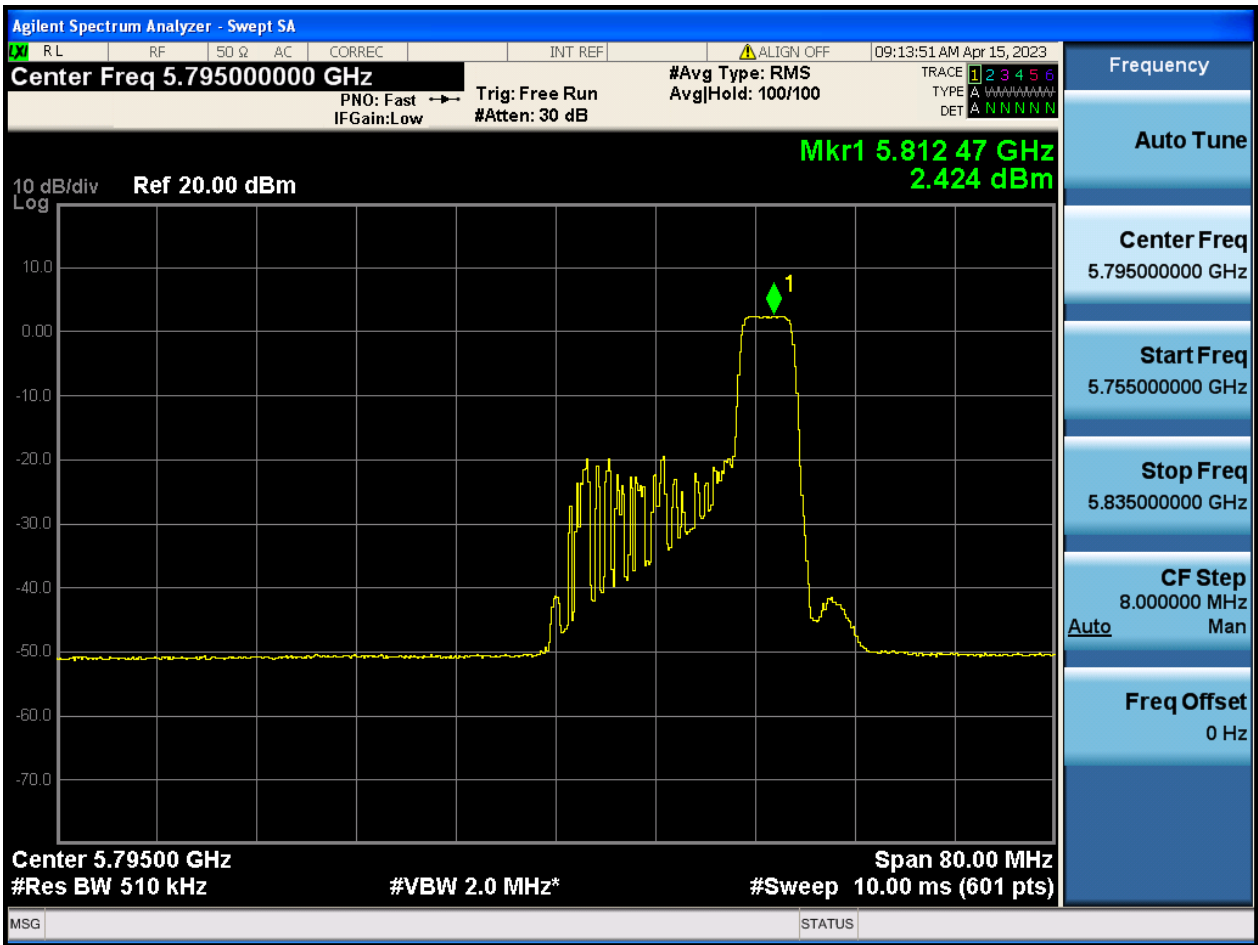 Agilent Spectrum Analyzer - Swept SA
LXI RL RF 50 Ω AC CORREC INT REF ALIGN OFF 09:13:51 AM Apr 15, 2023
Center Freq 5.795000000 GHz
PNO: Fast
IFGain:Low
Trig: Free Run
#Atten: 30 dB
#Avg Type: RMS
Avg|Hold: 100/100
TRACE 1 2 3 4 5 6
TYPE A WWWWW
DET A N N N N N
Mkr1 5.812 47 GHz
2.424 dBm
10 dB/div Ref 20.00 dBm
Log
10.0
0.00
-10.0
-20.0
-30.0
-40.0
-50.0
-60.0
-70.0
1
Center 5.79500 GHz Span 80.00 MHz
#Res BW 510 kHz #VBW 2.0 MHz* #Sweep 10.00 ms (601 pts)
MSG STATUS
Frequency
Auto Tune
Center Freq
5.795000000 GHz
Start Freq
5.755000000 GHz
Stop Freq
5.835000000 GHz
CF Step
8.000000 MHz
Auto Man
Freq Offset
0 Hz